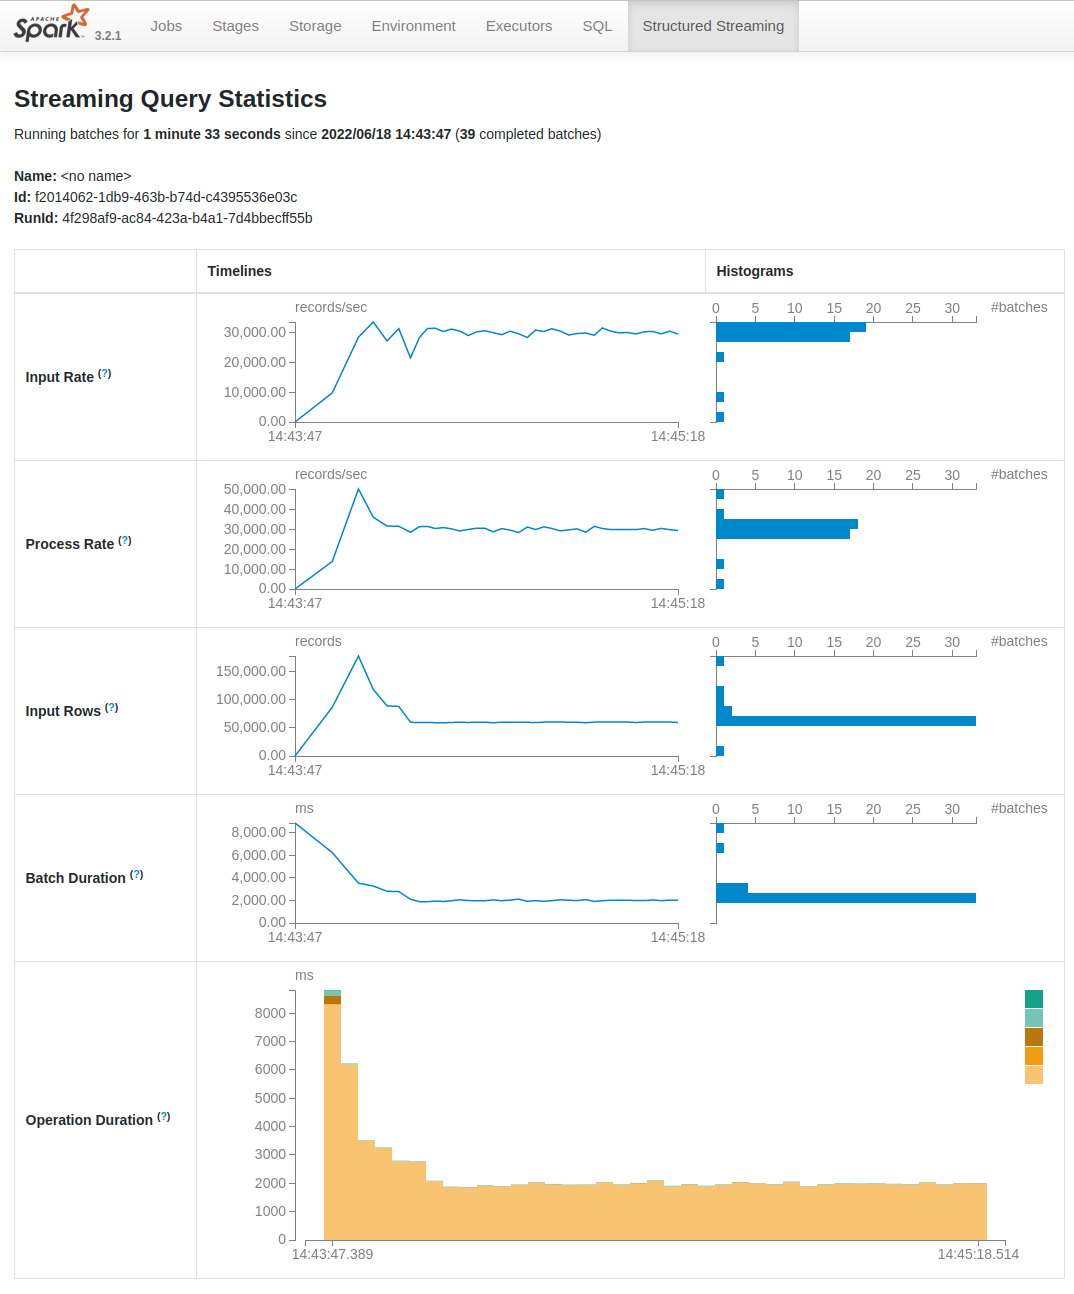 APACHE
Spark 3.2.1 Jobs Stages Storage Environment Executors SQL Structured Streaming
Streaming Query Statistics
Running batches for 1 minute 33 seconds since 2022/06/18 14:43:47 (39 completed batches)
Name: <no name>
Id: f2014062-1db9-463b-b74d-c4395536e03c
RunId: 4f298af9-ac84-423a-b4a1-7d4bbecff55b
Timelines Histograms
records/sec 0 5 10 15 20 25 30 #batches
30,000.00
20,000.00
Input Rate (?)
10,000.00
0.00
14:43:47 14:45:18
records/sec 0 5 10 15 20 25 30 #batches
50,000.00
40,000.00
30,000.00
Process Rate (?)
20,000.00
10,000.00
0.00
14:43:47 14:45:18
records 0 5 10 15 20 25 30 #batches
150,000.00
100,000.00
Input Rows (?)
50,000.00
0.00
14:43:47 14:45:18
ms 0 5 10 15 20 25 30 #batches
8,000.00
6,000.00
Batch Duration (?)
4,000.00
2,000.00
0.00
14:43:47 14:45:18
ms
8000
7000
6000
5000
Operation Duration (?)
4000
3000
2000
1000
0
14:43:47.389 14:45:18.514